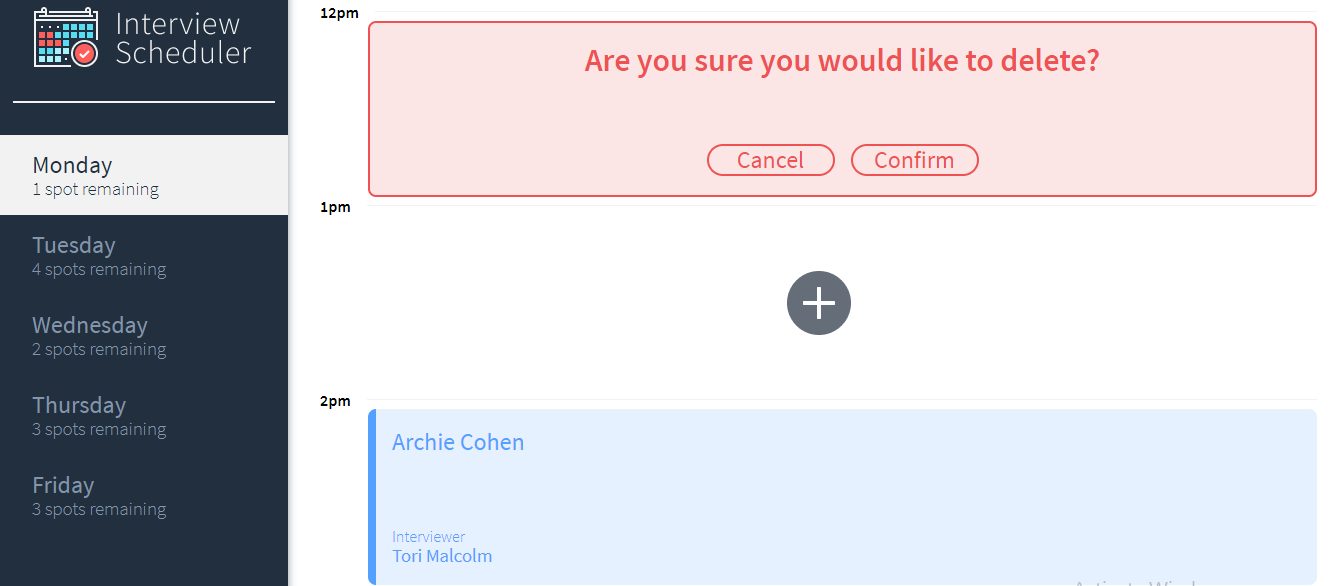 Interview
Scheduler
Monday
1 spot remaining
Tuesday
4 spots remaining
Wednesday
2 spots remaining
Thursday
3 spots remaining
Friday
3 spots remaining
12pm
Are you sure you would like to delete?
Cancel Confirm
1pm
2pm
Archie Cohen
Interviewer
Tori Malcolm